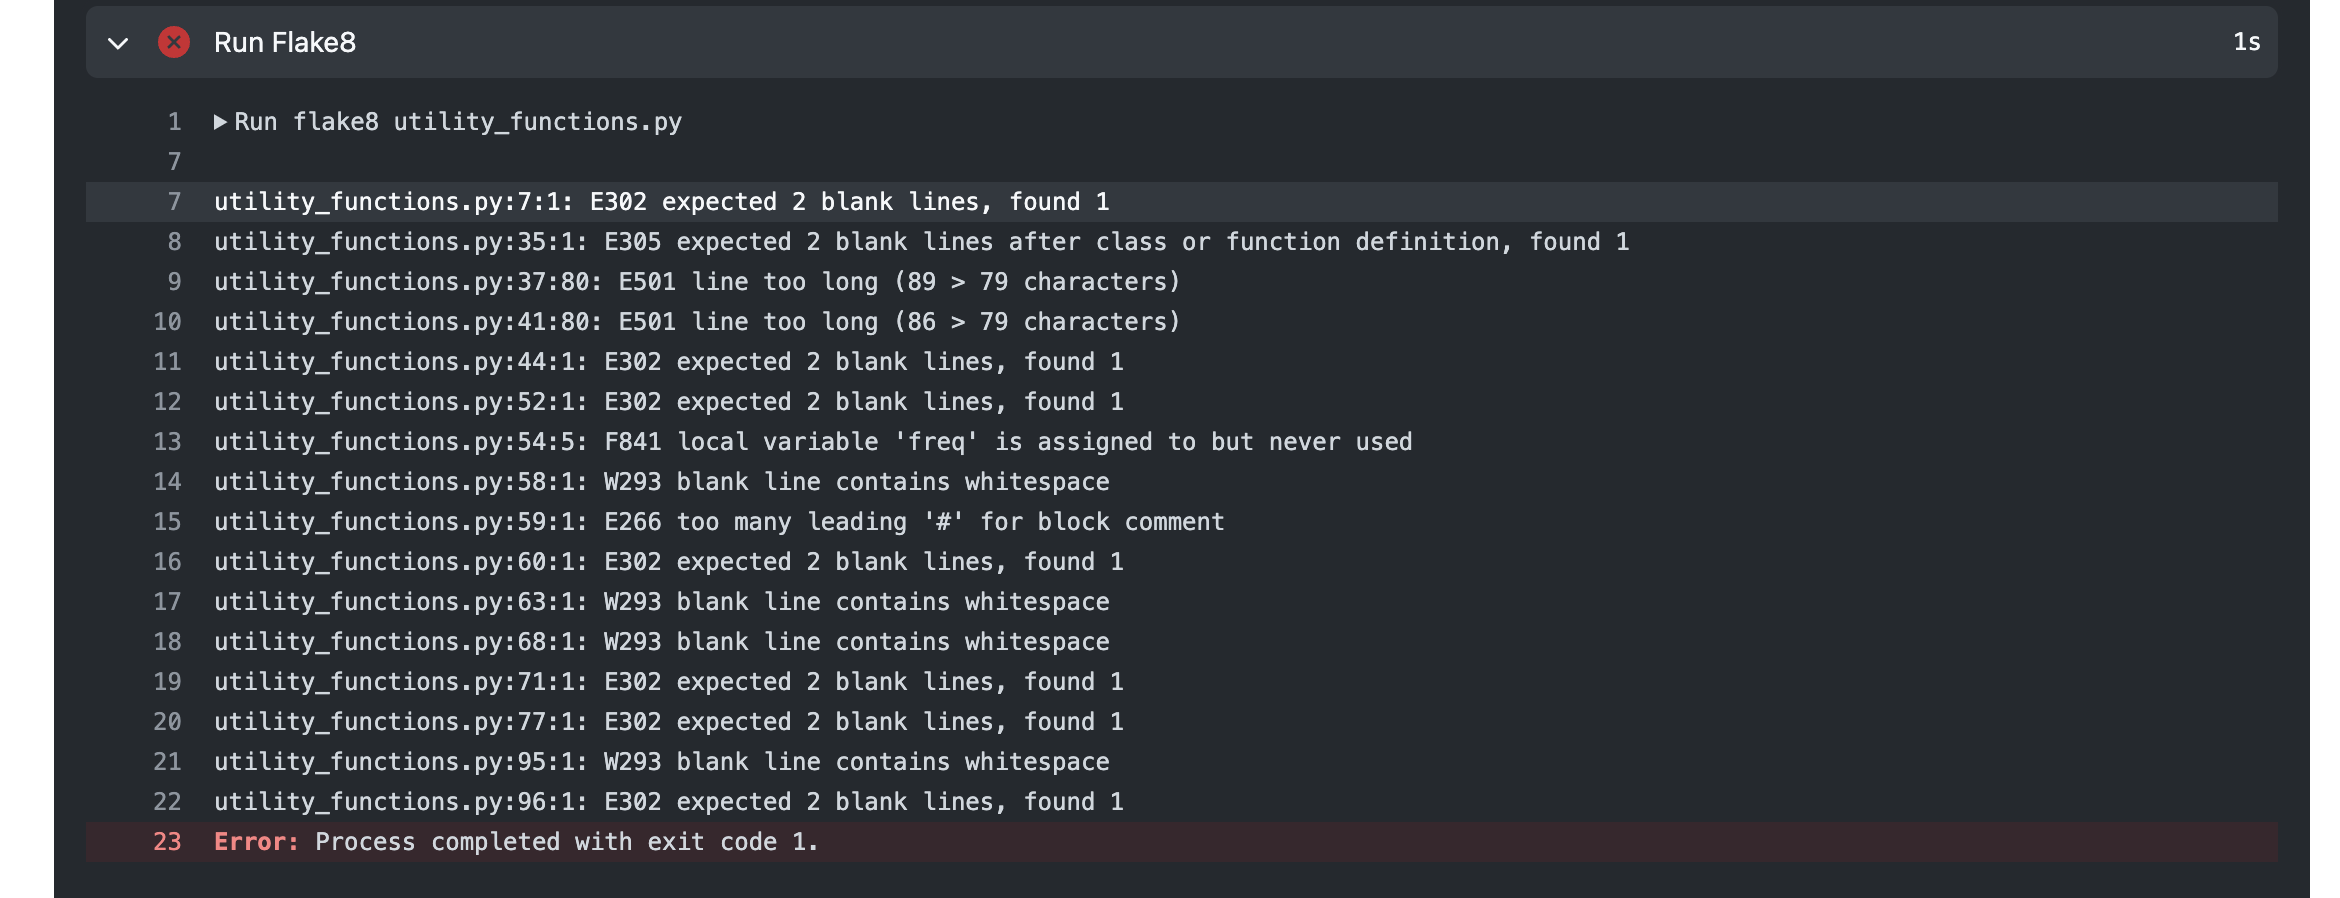 Run Flake8 1s
1 Run flake8 utility_functions.py
7
7 utility_functions.py:7:1: E302 expected 2 blank lines, found 1
8 utility_functions.py:35:1: E305 expected 2 blank lines after class or function definition, found 1
9 utility_functions.py:37:80: E501 line too long (89 > 79 characters)
10 utility_functions.py:41:80: E501 line too long (86 > 79 characters)
11 utility_functions.py:44:1: E302 expected 2 blank lines, found 1
12 utility_functions.py:52:1: E302 expected 2 blank lines, found 1
13 utility_functions.py:54:5: F841 local variable 'freq' is assigned to but never used
14 utility_functions.py:58:1: W293 blank line contains whitespace
15 utility_functions.py:59:1: E266 too many leading '#' for block comment
16 utility_functions.py:60:1: E302 expected 2 blank lines, found 1
17 utility_functions.py:63:1: W293 blank line contains whitespace
18 utility_functions.py:68:1: W293 blank line contains whitespace
19 utility_functions.py:71:1: E302 expected 2 blank lines, found 1
20 utility_functions.py:77:1: E302 expected 2 blank lines, found 1
21 utility_functions.py:95:1: W293 blank line contains whitespace
22 utility_functions.py:96:1: E302 expected 2 blank lines, found 1
23 Error: Process completed with exit code 1.